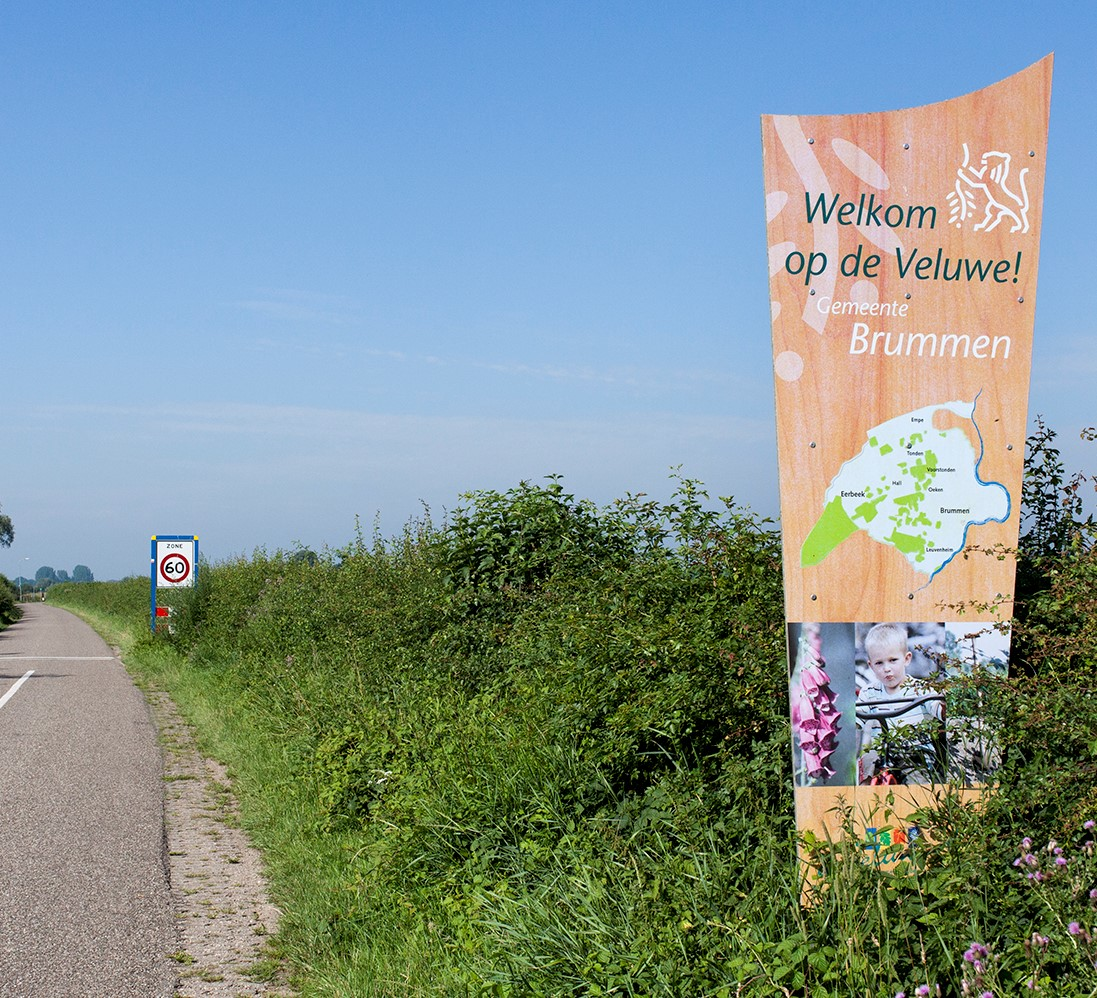 Welkom
op de Veluwe!
Gemeente
Brummen
Empe
Tonden
Voorstonden
Hall
Oeken
Eerbeek
Brummen
Leuvenheim
ZONE
60